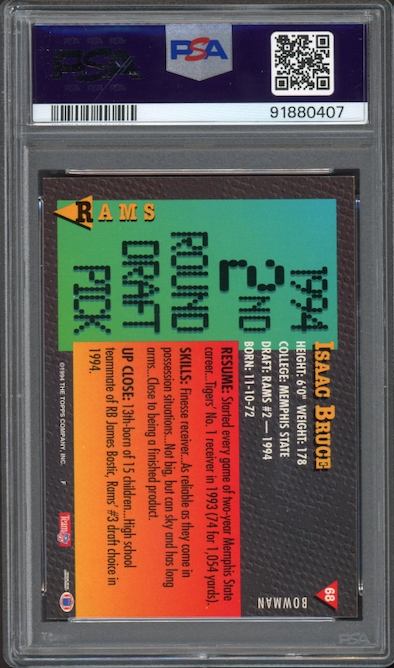 PSA
PSA
91880407
RAMS
1994
2ND
ROUND
DRAFT
PICK
68
BOWMAN
ISAAC BRUCE
HEIGHT: 6'0" WEIGHT: 178
COLLEGE: MEMPHIS STATE
DRAFT: RAMS #2 — 1994
BORN: 11-10-72
RESUME: Started every game of two-year Memphis State
career...Tigers' No. 1 receiver in 1993 (74 for 1,054 yards).
SKILLS: Finesse receiver...As reliable as they come in
possession situations...Not big, but can sky and has long
arms...Close to being a finished product.
UP CLOSE: 13th-born of 15 children...High school
teammate of RB James Bostic, Rams' #3 draft choice in
1994.
©1994 THE TOPPS COMPANY, INC. F
Team NFL
PSA